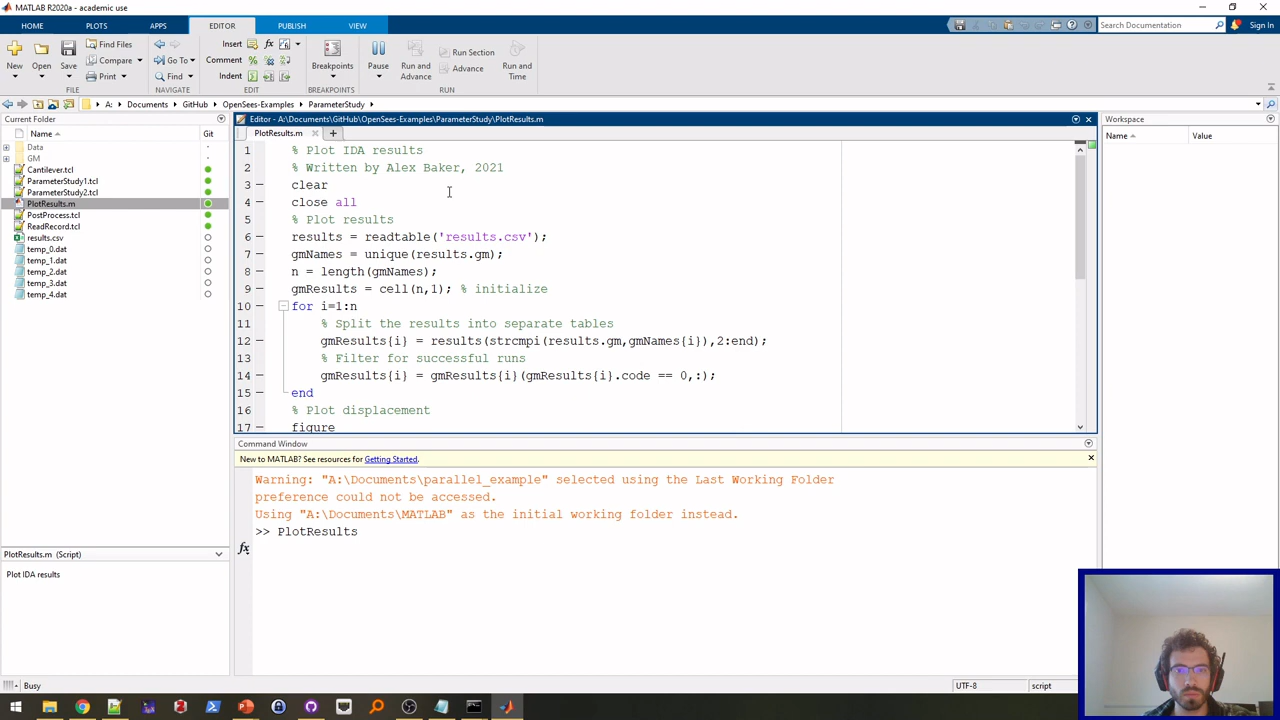 MATLAB R2020a - academic use
HOME PLOTS APPS EDITOR PUBLISH VIEW
Search Documentation
Sign In
New
Open
Save
Find Files
Compare
Print
Go To
Find
Insert
Comment
Indent
fx
Breakpoints
Pause
Run and
Advance
Run Section
Advance
Run and
Time
FILE NAVIGATE EDIT BREAKPOINTS RUN
A: Documents GitHub OpenSees-Examples ParameterStudy
Current Folder
Name Git
Data
GM
Cantilever.tcl
ParameterStudy1.tcl
ParameterStudy2.tcl
PlotResults.m
PostProcess.tcl
ReadRecord.tcl
results.csv
temp_0.dat
temp_1.dat
temp_2.dat
temp_3.dat
temp_4.dat
PlotResults.m (Script)
Plot IDA results
Editor - A:\Documents\GitHub\OpenSees-Examples\ParameterStudy\PlotResults.m
PlotResults.m
1 % Plot IDA results
2 % Written by Alex Baker, 2021
3 clear
4 close all
5 % Plot results
6 results = readtable('results.csv');
7 gmNames = unique(results.gm);
8 n = length(gmNames);
9 gmResults = cell(n,1); % initialize
10 for i=1:n
11 % Split the results into separate tables
12 gmResults{i} = results(strcmpi(results.gm,gmNames{i}),2:end);
13 % Filter for successful runs
14 gmResults{i} = gmResults{i}(gmResults{i}.code == 0,:);
15 end
16 % Plot displacement
17 figure
Command Window
New to MATLAB? See resources for Getting Started.
Warning: "A:\Documents\parallel_example" selected using the Last Working Folder
preference could not be accessed.
Using "A:\Documents\MATLAB" as the initial working folder instead.
>> PlotResults
fx
Workspace
Name Value
Busy
UTF-8
script